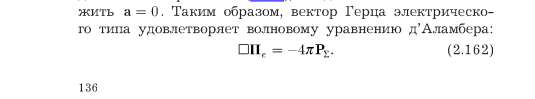 жить a = 0. Таким образом, вектор Герца электрическо-
го типа удовлетворяет волновому уравнению д’Аламбера:
□Πₑ = −4πP_Σ. (2.162)
136